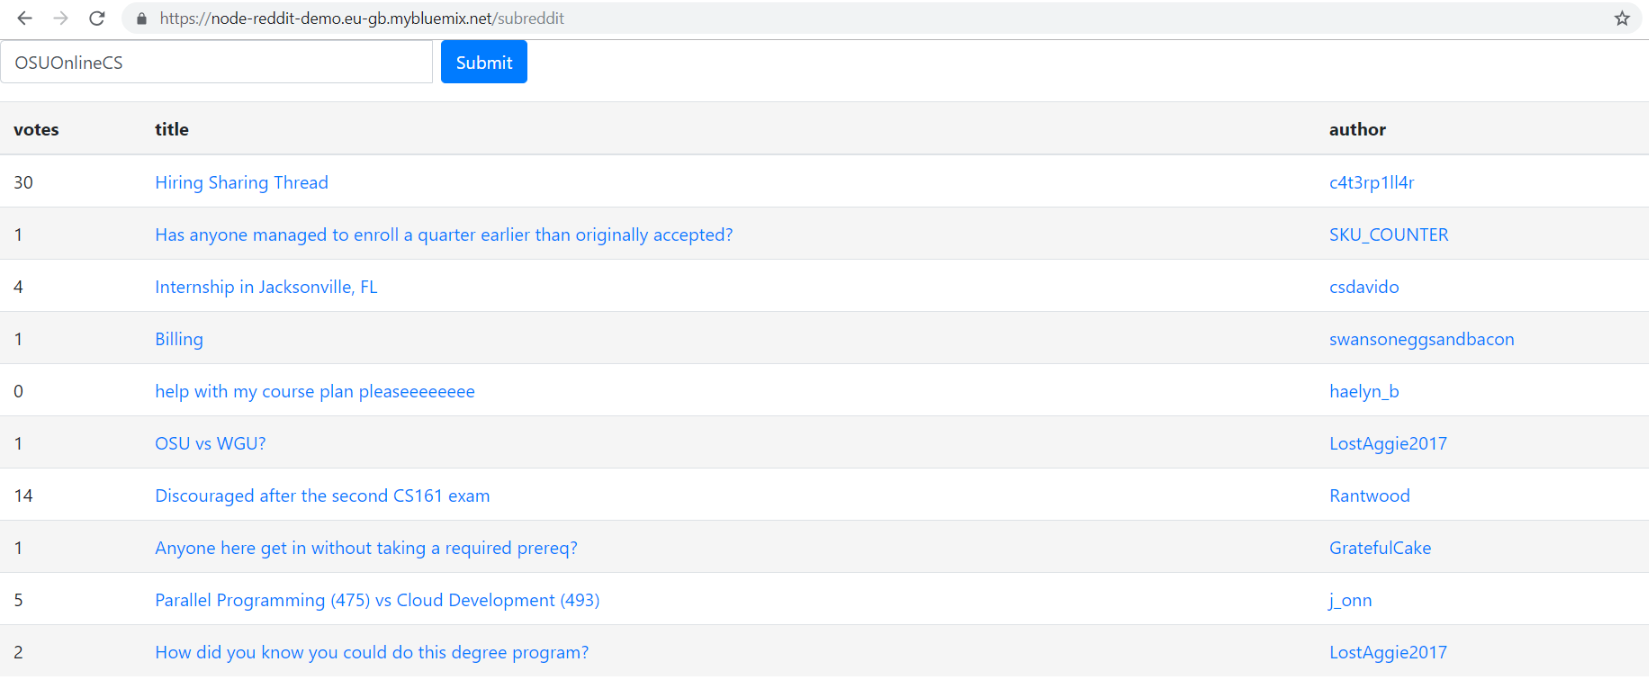 https://node-reddit-demo.eu-gb.mybluemix.net/subreddit
OSUOnlineCS Submit
votes title author
30 Hiring Sharing Thread c4t3rp1ll4r
1 Has anyone managed to enroll a quarter earlier than originally accepted? SKU_COUNTER
4 Internship in Jacksonville, FL csdavido
1 Billing swansoneggsandbacon
0 help with my course plan pleaseeeeeeee haelyn_b
1 OSU vs WGU? LostAggie2017
14 Discouraged after the second CS161 exam Rantwood
1 Anyone here get in without taking a required prereq? GratefulCake
5 Parallel Programming (475) vs Cloud Development (493) j_onn
2 How did you know you could do this degree program? LostAggie2017